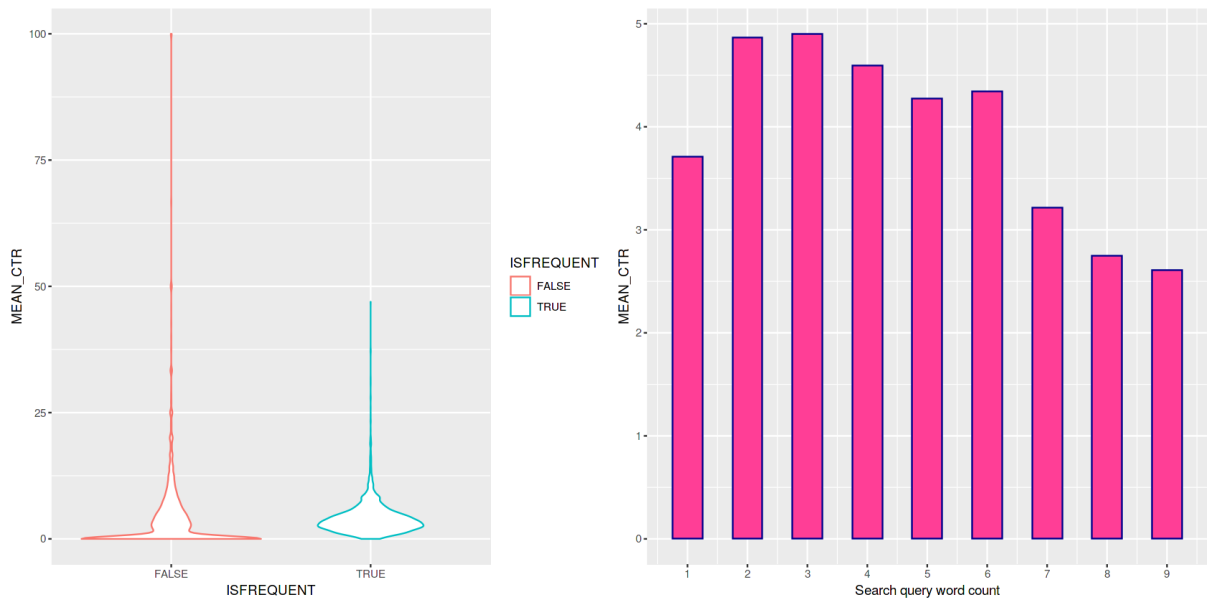 MEAN_CTR
100
75
50
25
0
FALSE
TRUE
ISFREQUENT
ISFREQUENT
FALSE
TRUE
MEAN_CTR
5
4
3
2
1
0
1 2 3 4 5 6 7 8 9
Search query word count